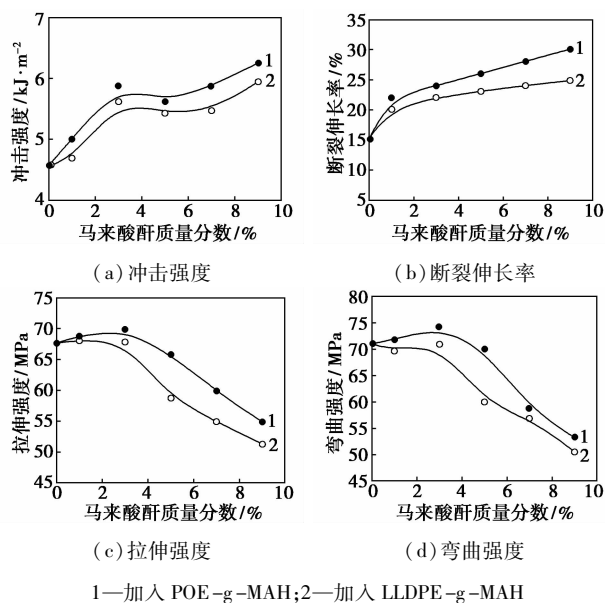 冲击强度/kJ·m⁻²
7
6
5
4
0 2 4 6 8 10
1
2
马来酸酐质量分数/%
(a)冲击强度
断裂伸长率/%
35
30
25
20
15
10
5
0
0 2 4 6 8 10
1
2
马来酸酐质量分数/%
(b)断裂伸长率
拉伸强度/MPa
75
70
65
60
55
50
45
0 2 4 6 8 10
1
2
马来酸酐质量分数/%
(c)拉伸强度
弯曲强度/MPa
80
75
70
65
60
55
50
45
0 2 4 6 8 10
1
2
马来酸酐质量分数/%
(d)弯曲强度
1—加入 POE-g-MAH;2—加入 LLDPE-g-MAH